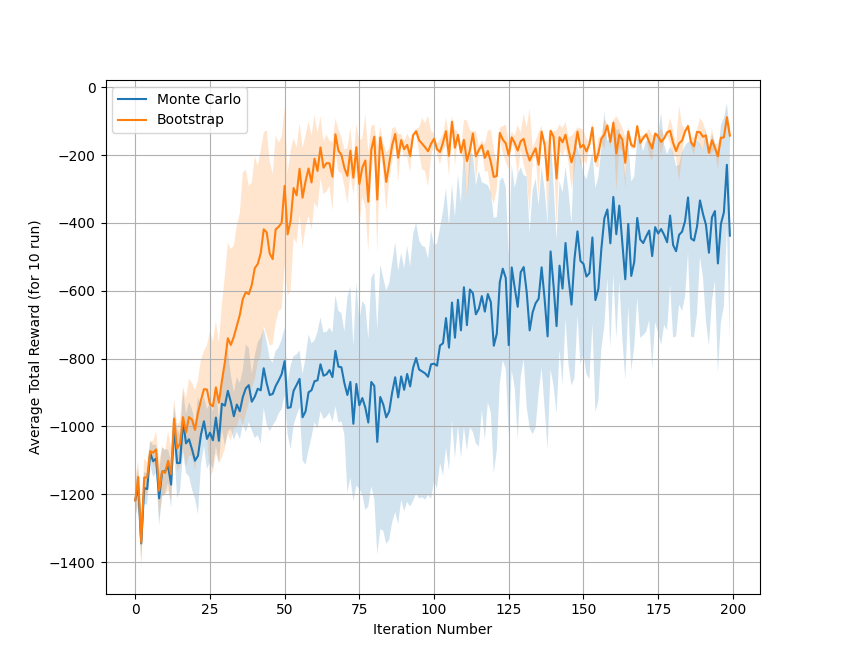 Average Total Reward (for 10 run)
0
−200
−400
−600
−800
−1000
−1200
−1400
Monte Carlo
Bootstrap
0 25 50 75 100 125 150 175 200
Iteration Number